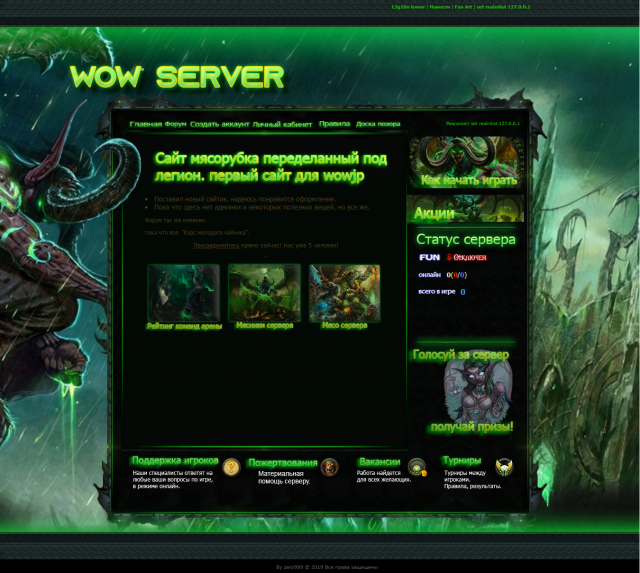 Новости | Fan Art | set realmlist 127.0.0.1
WOW SERVER
Главная Форум Создать аккаунт Личный кабинет Правила Доска позора
Реалмлист set realmlist 127.0.0.1
Сайт мясорубка переделанный под
легион. первый сайт для wowjp
Как начать играть
Поставил новый сайтик, надеюсь понравится оформление.
Пока что здесь нет админки и некоторых полезных вещей, но все же.
Акции
Форум так же изменен.
пока что вов. "Курс молодого чайника".
Присоединяйтесь прямо сейчас! Нас уже 5 человек!
Статус сервера
FUN Отключен
онлайн 0(0/0)
всего в игре 0
Рейтинг команд арены
Мясники сервера
Мясо сервера
Голосуй за сервер
получай призы!
Поддержка игроков
Наши специалисты ответят на
любые ваши вопросы по игре,
в режиме онлайн.
Пожертвования
Материальная
помощь серверу.
Вакансии
Работа найдется
для всех желающих.
Турниры
Турниры между
игроками.
Правила, результаты.
By zero999 © 2019 Все права защищены